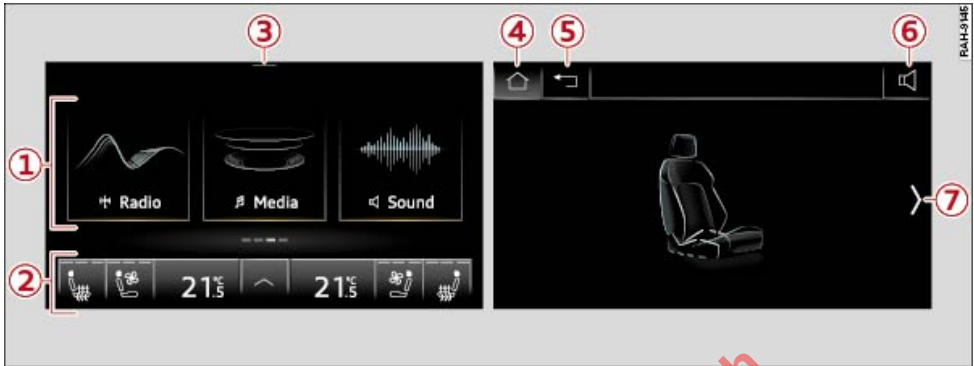 ③
④
⑤
⑥
RAH-9145
①
Radio
Media
Sound
⑦
②
21.5 °C
21.5 °C